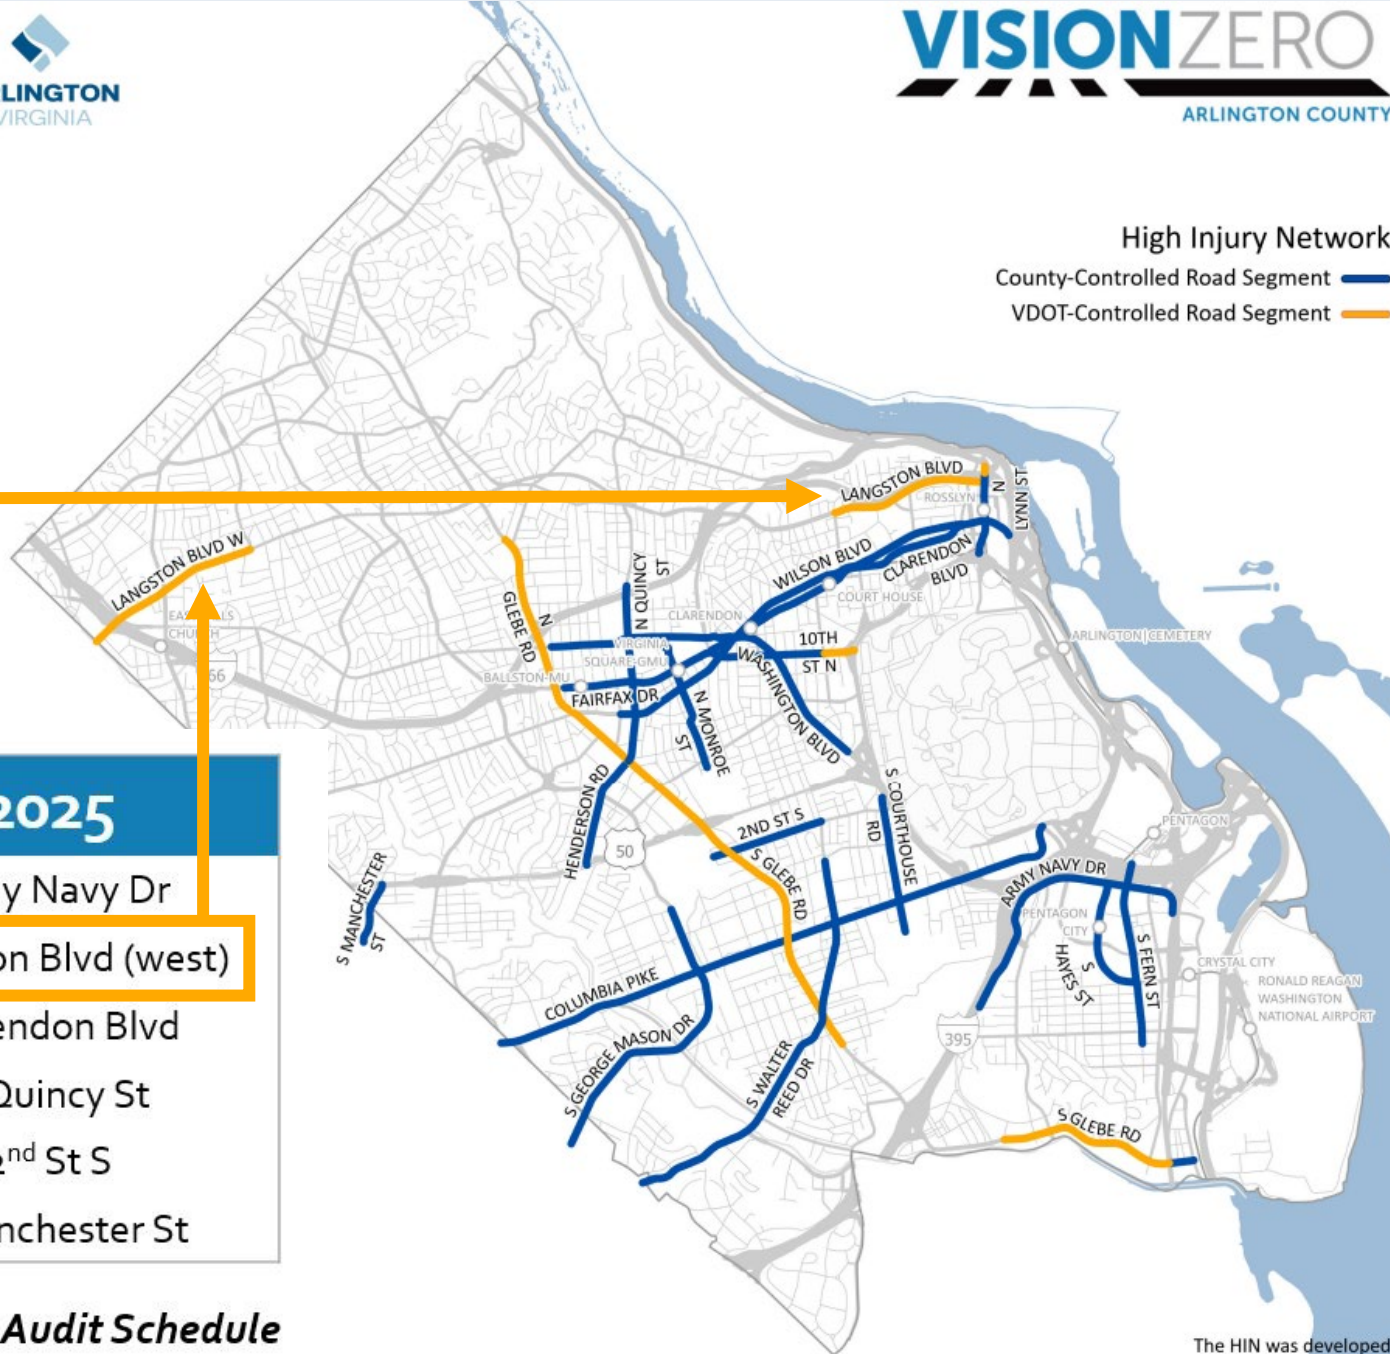 LINGTON
VIRGINIA
VISIONZERO
ARLINGTON COUNTY
High Injury Network
County-Controlled Road Segment
VDOT-Controlled Road Segment
LANGSTON BLVD
ROSSLYN
N
LYNN ST
LANGSTON BLVD W
EAST FALLS
CHURCH
66
GLEBE RD
N
N QUINCY
ST
WILSON BLVD
CLARENDON
BLVD
COURT HOUSE
CLARENDON
VIRGINIA
SQUARE-GMU
10TH
ST N
ARLINGTON CEMETERY
BALLSTON-MU
FAIRFAX DR
WASHINGTON BLVD
N MONROE
ST
HENDERSON RD
50
2ND ST S
S GLEBE RD
S COURTHOUSE
RD
PENTAGON
ARMY NAVY DR
PENTAGON
CITY
S
HAYES ST
S FERN ST
CRYSTAL CITY
RONALD REAGAN
WASHINGTON
NATIONAL AIRPORT
S MANCHESTER
ST
COLUMBIA PIKE
S GEORGE MASON DR
S WALTER
REED DR
395
S GLEBE RD
2025
y Navy Dr
on Blvd (west)
endon Blvd
Quincy St
2nd St S
nchester St
Audit Schedule
The HIN was developed